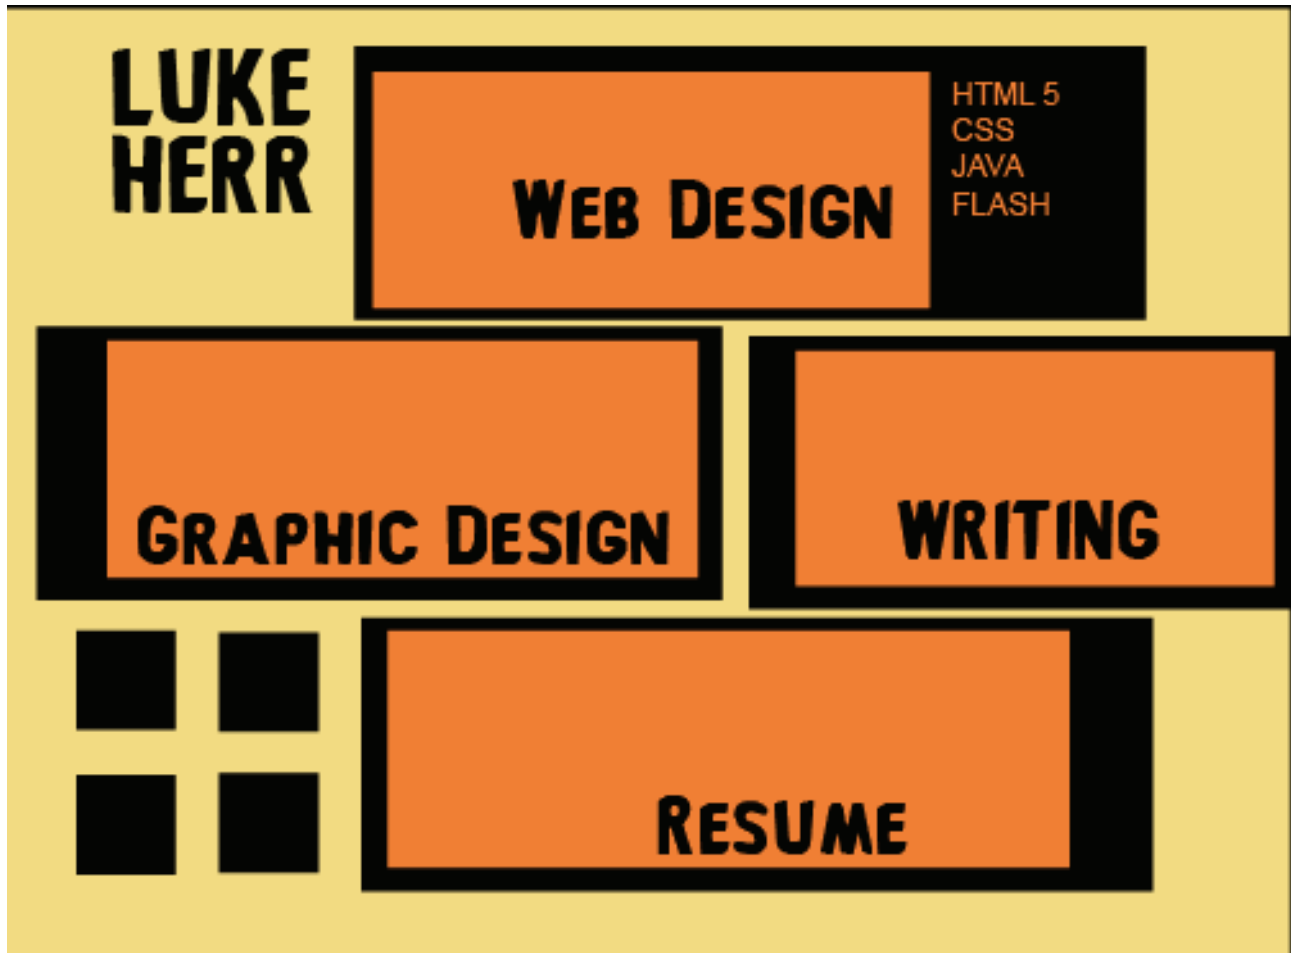 LUKE
HERR
WEB DESIGN
HTML 5
CSS
JAVA
FLASH
GRAPHIC DESIGN
WRITING
RESUME